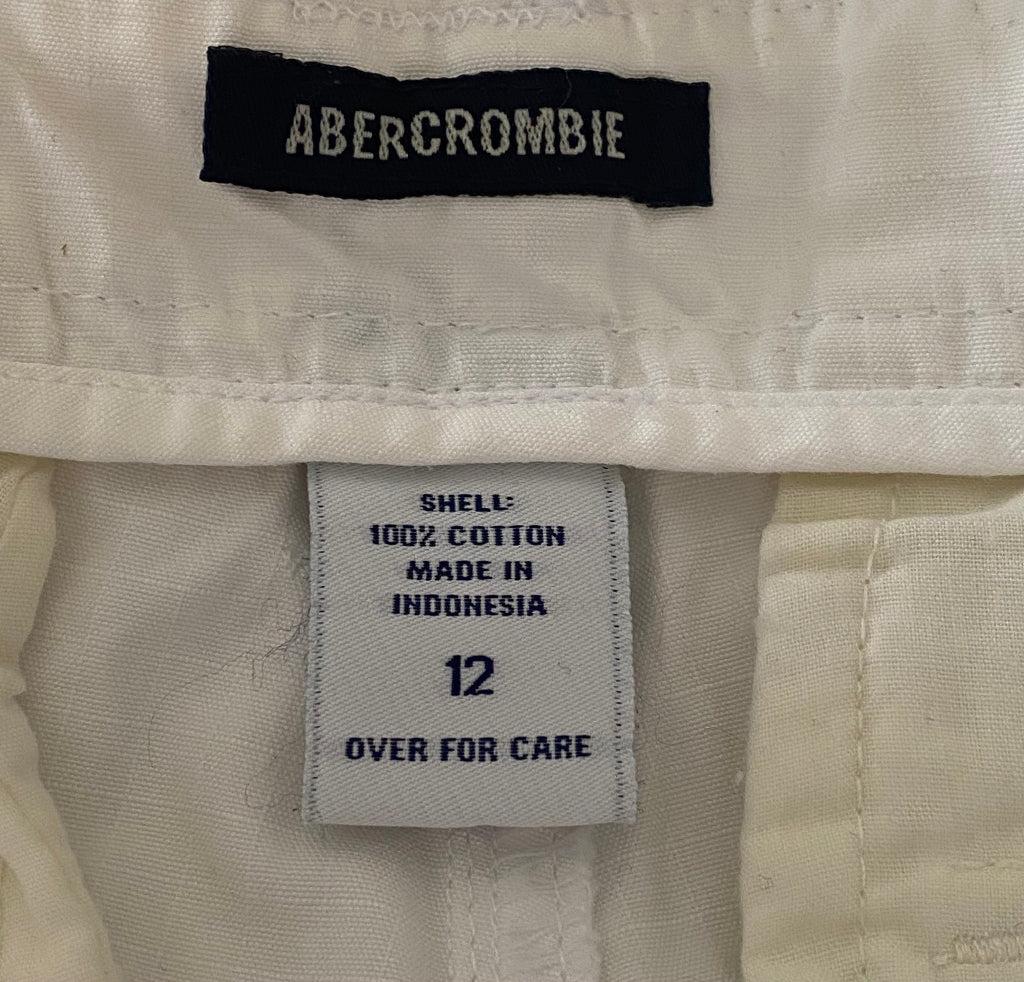 ABERCROMBIE
SHELL:
100% COTTON
MADE IN
INDONESIA
12
OVER FOR CARE